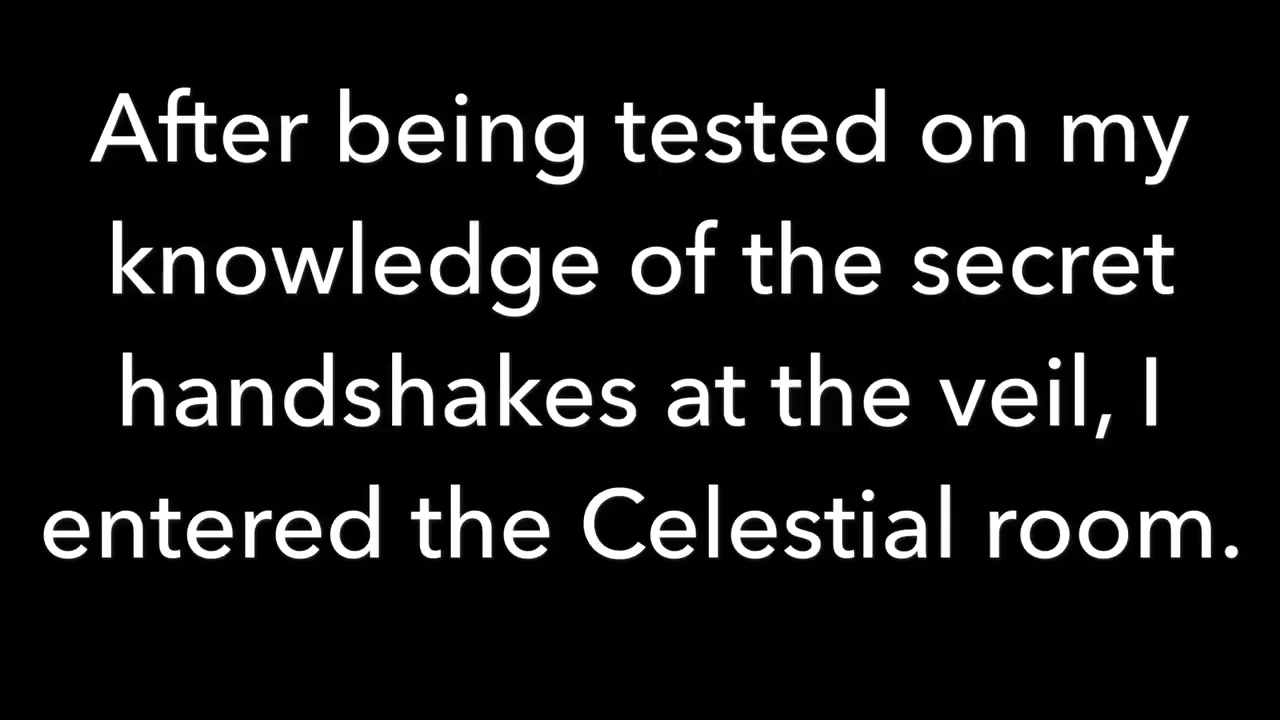 After being tested on my
knowledge of the secret
handshakes at the veil, I
entered the Celestial room.